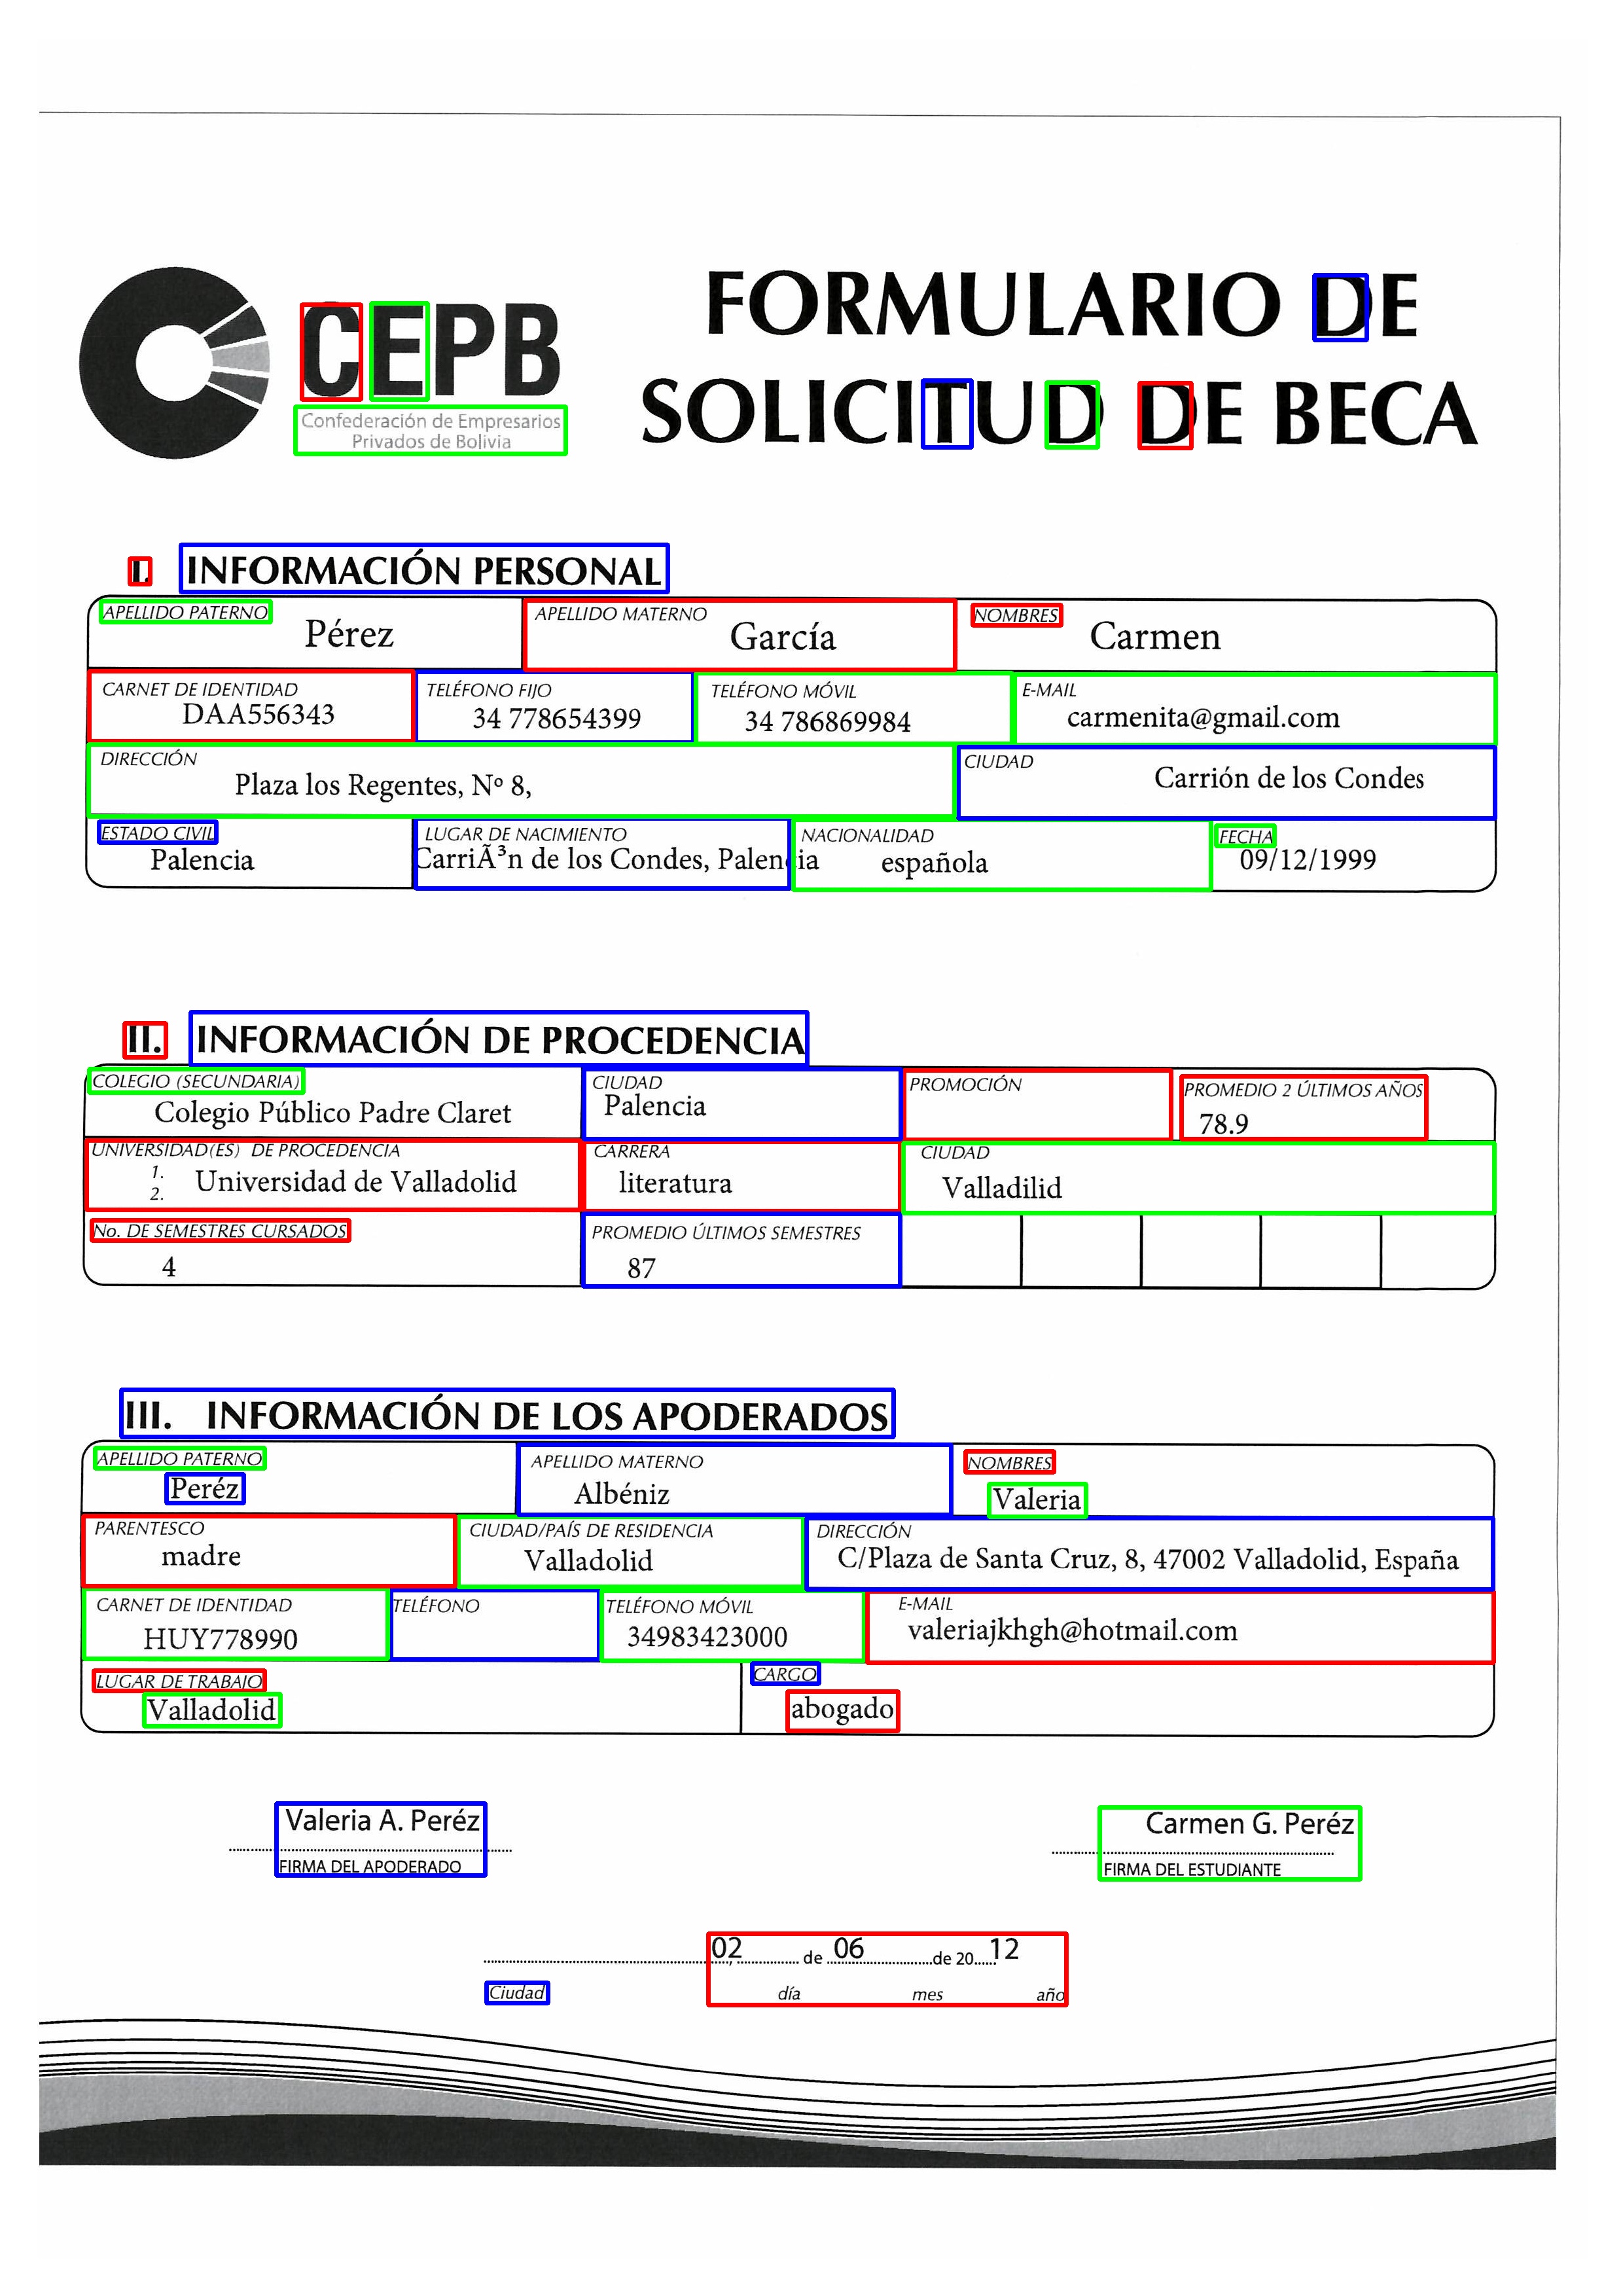 CEPB
Confederación de Empresarios
Privados de Bolivia
FORMULARIO DE
SOLICITUD DE BECA
I. INFORMACIÓN PERSONAL
APELLIDO PATERNO
Pérez
APELLIDO MATERNO
García
NOMBRES
Carmen
CARNET DE IDENTIDAD
DAA556343
TELÉFONO FIJO
34 778654399
TELÉFONO MÓVIL
34 786869984
E-MAIL
carmenita@gmail.com
DIRECCIÓN
Plaza los Regentes, Nº 8,
CIUDAD
Carrión de los Condes
ESTADO CIVIL
Palencia
LUGAR DE NACIMIENTO
CarriÃ³n de los Condes, Palencia
NACIONALIDAD
española
FECHA
09/12/1999
II. INFORMACIÓN DE PROCEDENCIA
COLEGIO (SECUNDARIA)
Colegio Público Padre Claret
CIUDAD
Palencia
PROMOCIÓN
PROMEDIO 2 ÚLTIMOS AÑOS
78.9
UNIVERSIDAD(ES) DE PROCEDENCIA
1.
2.
Universidad de Valladolid
CARRERA
literatura
CIUDAD
Valladilid
No. DE SEMESTRES CURSADOS
4
PROMEDIO ÚLTIMOS SEMESTRES
87
III. INFORMACIÓN DE LOS APODERADOS
APELLIDO PATERNO
Peréz
APELLIDO MATERNO
Albéniz
NOMBRES
Valeria
PARENTESCO
madre
CIUDAD/PAÍS DE RESIDENCIA
Valladolid
DIRECCIÓN
C/Plaza de Santa Cruz, 8, 47002 Valladolid, España
CARNET DE IDENTIDAD
HUY778990
TELÉFONO
TELÉFONO MÓVIL
34983423000
E-MAIL
valeriajkhgh@hotmail.com
LUGAR DE TRABAJO
Valladolid
CARGO
abogado
Valeria A. Peréz
FIRMA DEL APODERADO
Carmen G. Peréz
FIRMA DEL ESTUDIANTE
02, de 06 de 20 12
Ciudad día mes año